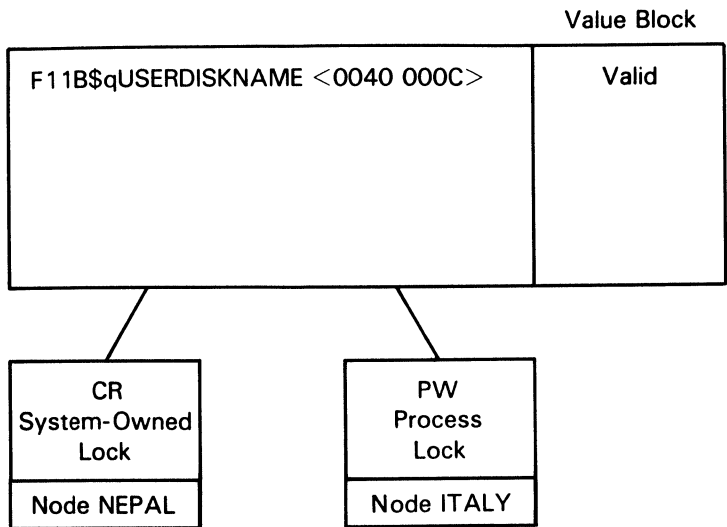 Value Block
F11B$qUSERDISKNAME <0040 000C>
Valid
CR
System-Owned
Lock
Node NEPAL
PW
Process
Lock
Node ITALY